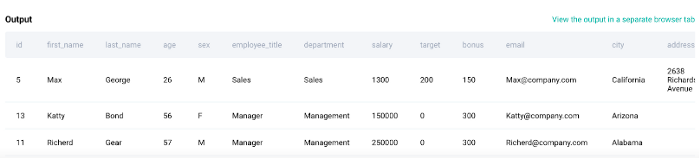 Output View the output in a separate browser tab
id first_name last_name age sex employee_title department salary target bonus email city address
5 Max George 26 M Sales Sales 1300 200 150 Max@company.com California 2638
Richards
Avenue
13 Katty Bond 56 F Manager Management 150000 0 300 Katty@company.com Arizona
11 Richerd Gear 57 M Manager Management 250000 0 300 Richerd@company.com Alabama